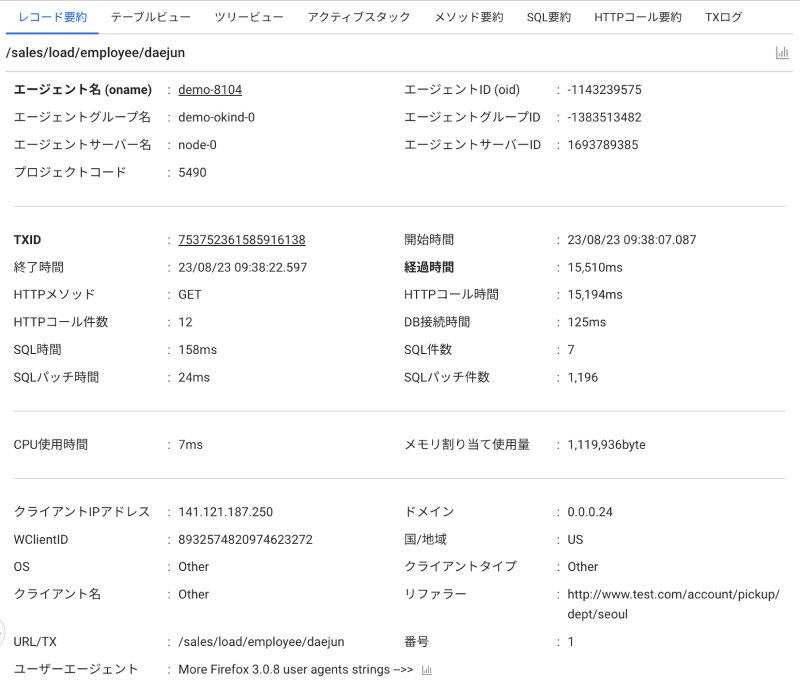 レコード要約 テーブルビュー ツリービュー アクティブスタック メソッド要約 SQL要約 HTTPコール要約 TXログ
/sales/load/employee/daejun
エージェント名 (oname) : demo-8104 エージェントID (oid) : -1143239575
エージェントグループ名 : demo-okind-0 エージェントグループID : -1383513482
エージェントサーバー名 : node-0 エージェントサーバーID : 1693789385
プロジェクトコード : 5490
TXID : 753752361585916138 開始時間 : 23/08/23 09:38:07.087
終了時間 : 23/08/23 09:38:22.597 経過時間 : 15,510ms
HTTPメソッド : GET HTTPコール時間 : 15,194ms
HTTPコール件数 : 12 DB接続時間 : 125ms
SQL時間 : 158ms SQL件数 : 7
SQLパッチ時間 : 24ms SQLパッチ件数 : 1,196
CPU使用時間 : 7ms メモリ割り当て使用量 : 1,119,936byte
クライアントIPアドレス : 141.121.187.250 ドメイン : 0.0.0.24
WClientID : 8932574820974623272 国/地域 : US
OS : Other クライアントタイプ : Other
クライアント名 : Other リファラー : http://www.test.com/account/pickup/
dept/seoul
URL/TX : /sales/load/employee/daejun 番号 : 1
ユーザーエージェント : More Firefox 3.0.8 user agents strings -->>